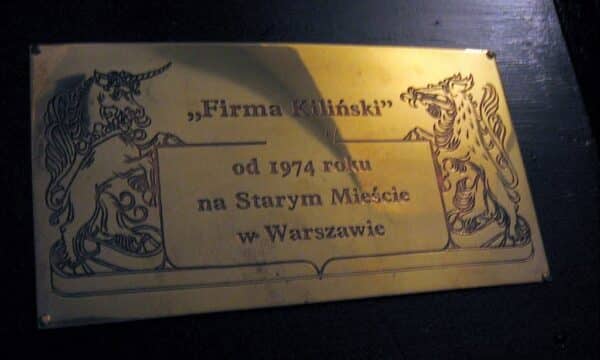 „Firma Kiliński”
od 1974 roku
na Starym Mieście
w Warszawie